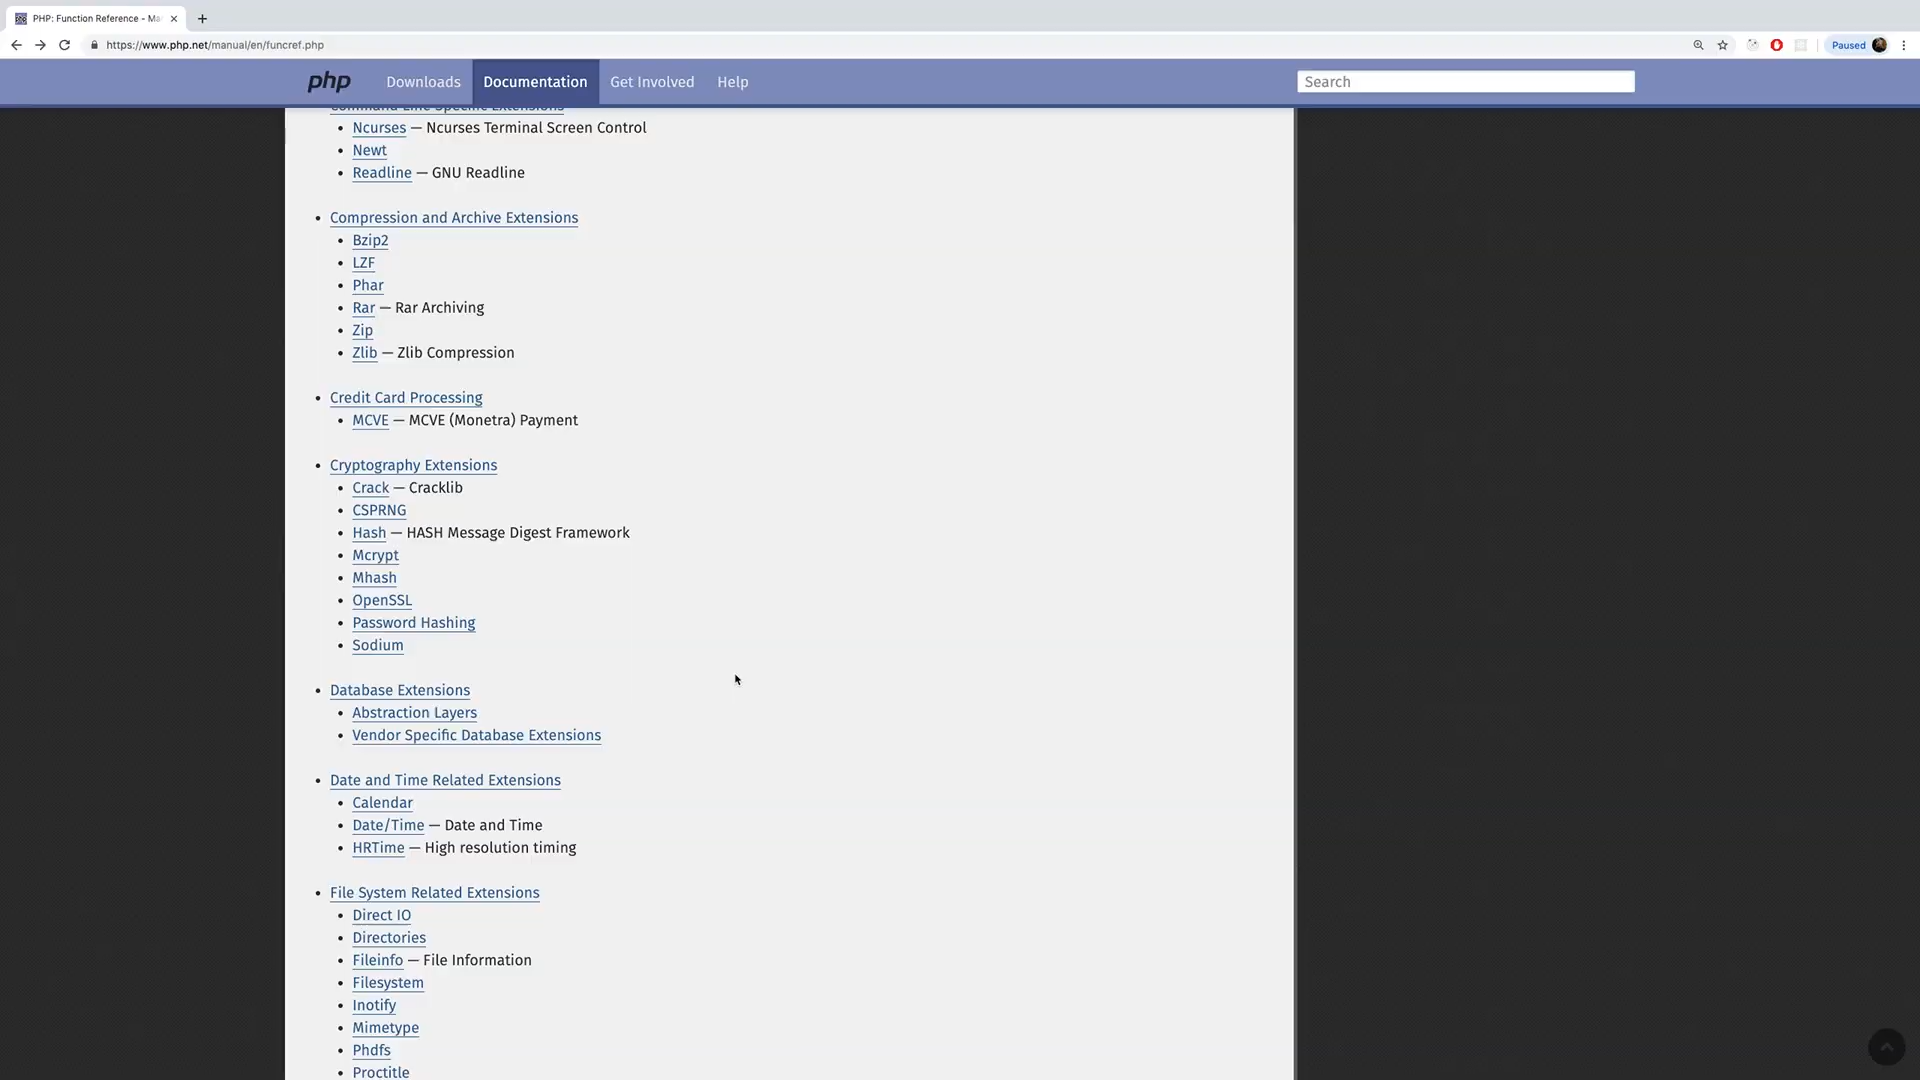 PHP: Function Reference - Ma
https://www.php.net/manual/en/funcref.php
Paused
php
Downloads
Documentation
Get Involved
Help
Search
Command Line Specific Extensions
Ncurses — Ncurses Terminal Screen Control
Newt
Readline — GNU Readline
Compression and Archive Extensions
Bzip2
LZF
Phar
Rar — Rar Archiving
Zip
Zlib — Zlib Compression
Credit Card Processing
MCVE — MCVE (Monetra) Payment
Cryptography Extensions
Crack — Cracklib
CSPRNG
Hash — HASH Message Digest Framework
Mcrypt
Mhash
OpenSSL
Password Hashing
Sodium
Database Extensions
Abstraction Layers
Vendor Specific Database Extensions
Date and Time Related Extensions
Calendar
Date/Time — Date and Time
HRTime — High resolution timing
File System Related Extensions
Direct IO
Directories
Fileinfo — File Information
Filesystem
Inotify
Mimetype
Phdfs
Proctitle